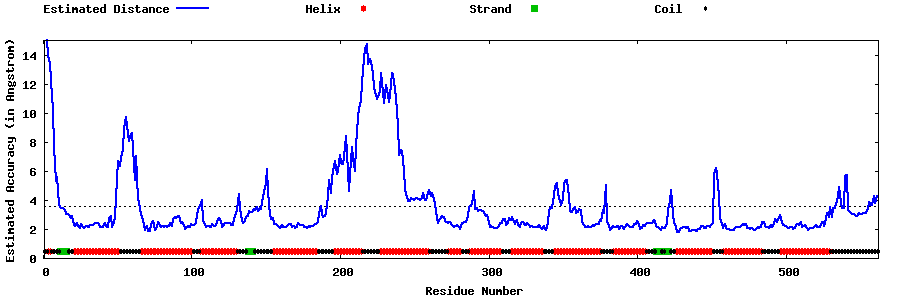 Estimated Distance Helix Strand Coil
Estimated Accuracy (in Angstrom)
14
12
10
8
6
4
2
0
0 100 200 300 400 500
Residue Number